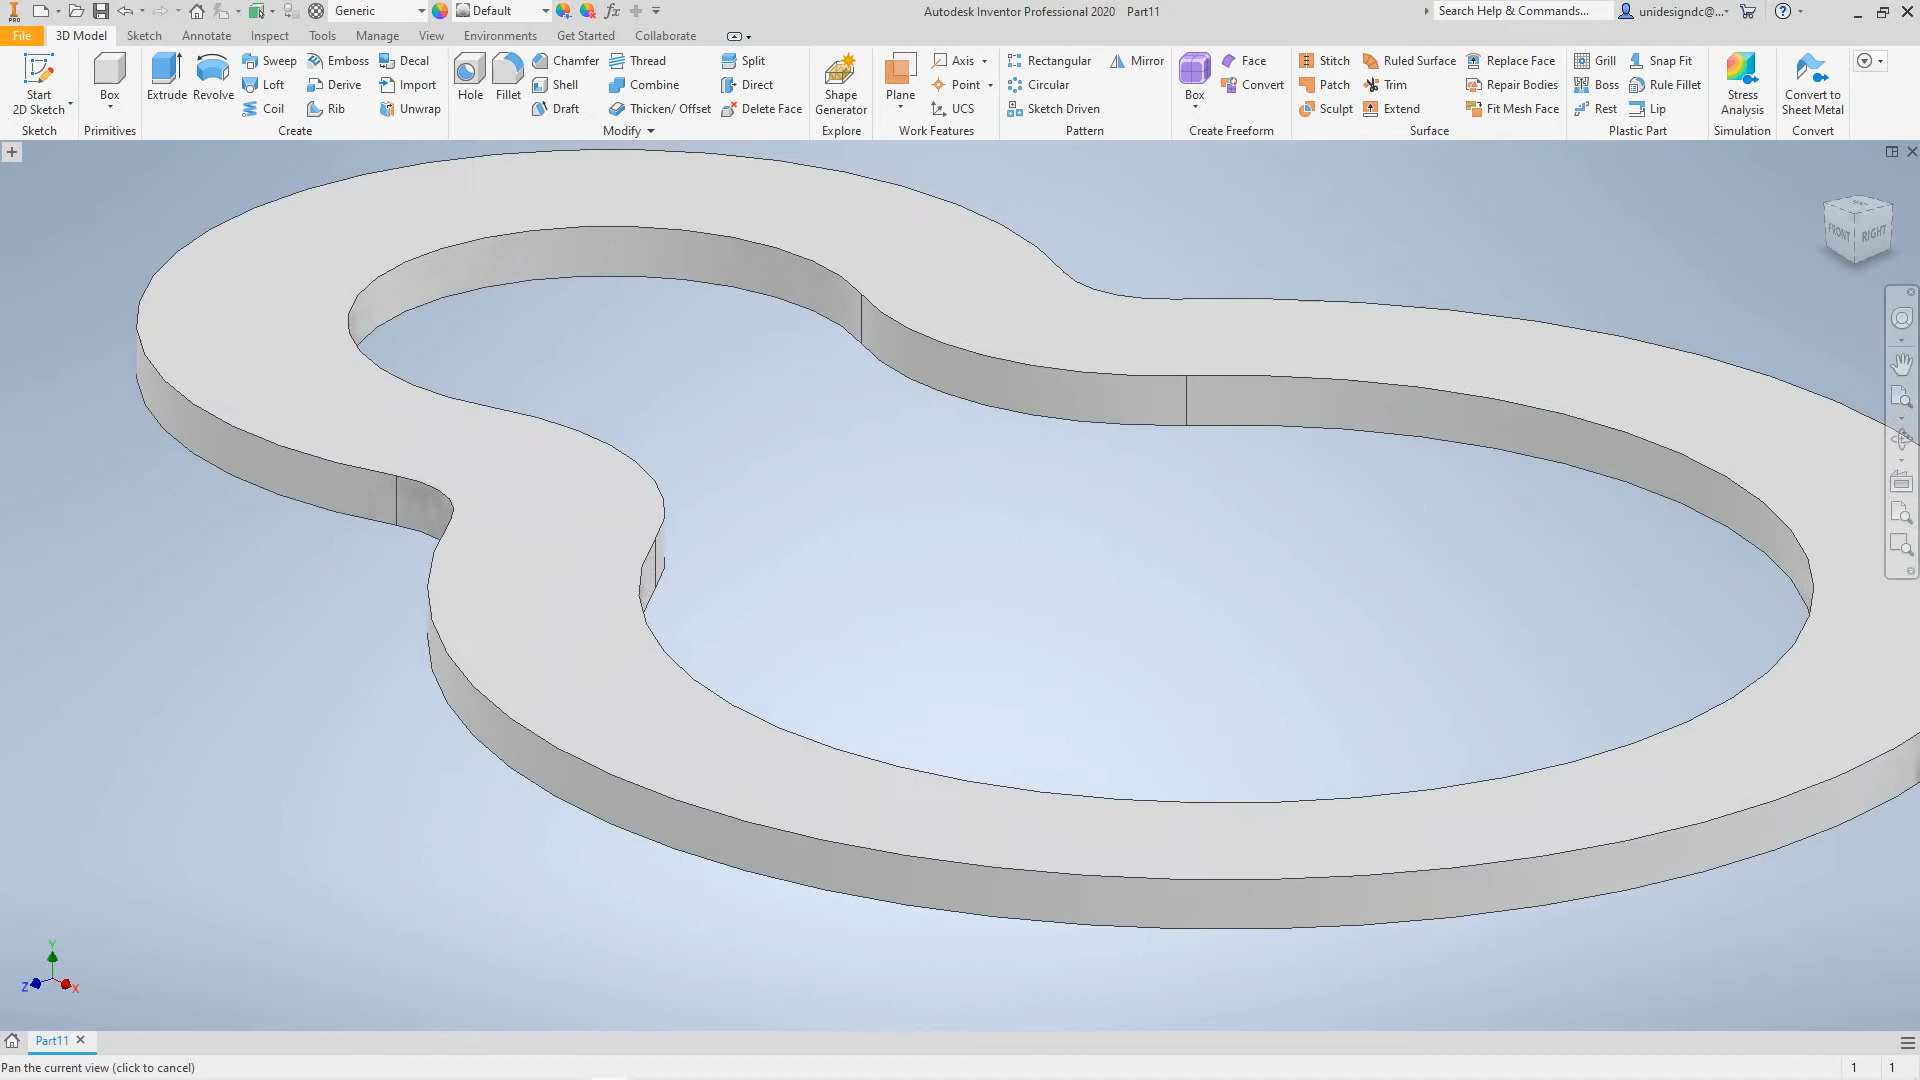 PRO
Generic
Default
fx
Autodesk Inventor Professional 2020 Part11
Search Help & Commands...
unidesigndc@...
File 3D Model Sketch Annotate Inspect Tools Manage View Environments Get Started Collaborate
Start
2D Sketch
Sketch
Box
Primitives
Extrude
Revolve
Sweep
Loft
Coil
Emboss
Derive
Rib
Decal
Import
Unwrap
Create
Hole
Fillet
Chamfer
Shell
Draft
Thread
Combine
Thicken/ Offset
Split
Direct
Delete Face
Modify
Shape
Generator
Explore
Plane
Axis
Point
UCS
Work Features
Rectangular
Circular
Sketch Driven
Mirror
Pattern
Box
Face
Convert
Create Freeform
Stitch
Patch
Sculpt
Ruled Surface
Trim
Extend
Replace Face
Repair Bodies
Fit Mesh Face
Surface
Grill
Boss
Rest
Snap Fit
Rule Fillet
Lip
Plastic Part
Stress
Analysis
Simulation
Convert to
Sheet Metal
Convert
FRONT
RIGHT
Y
Z
X
Part11
Pan the current view (click to cancel)
1 1